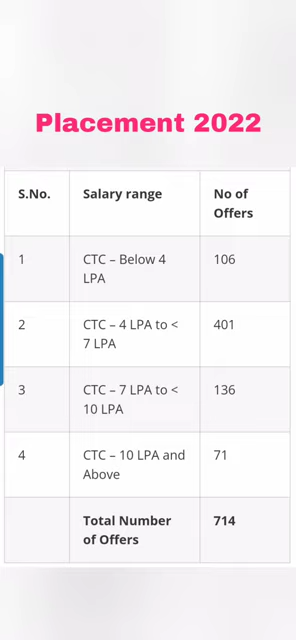 Placement 2022
S.No. Salary range No of
Offers
1 CTC – Below 4 106
LPA
2 CTC – 4 LPA to < 401
7 LPA
3 CTC – 7 LPA to < 136
10 LPA
4 CTC – 10 LPA and 71
Above
Total Number 714
of Offers